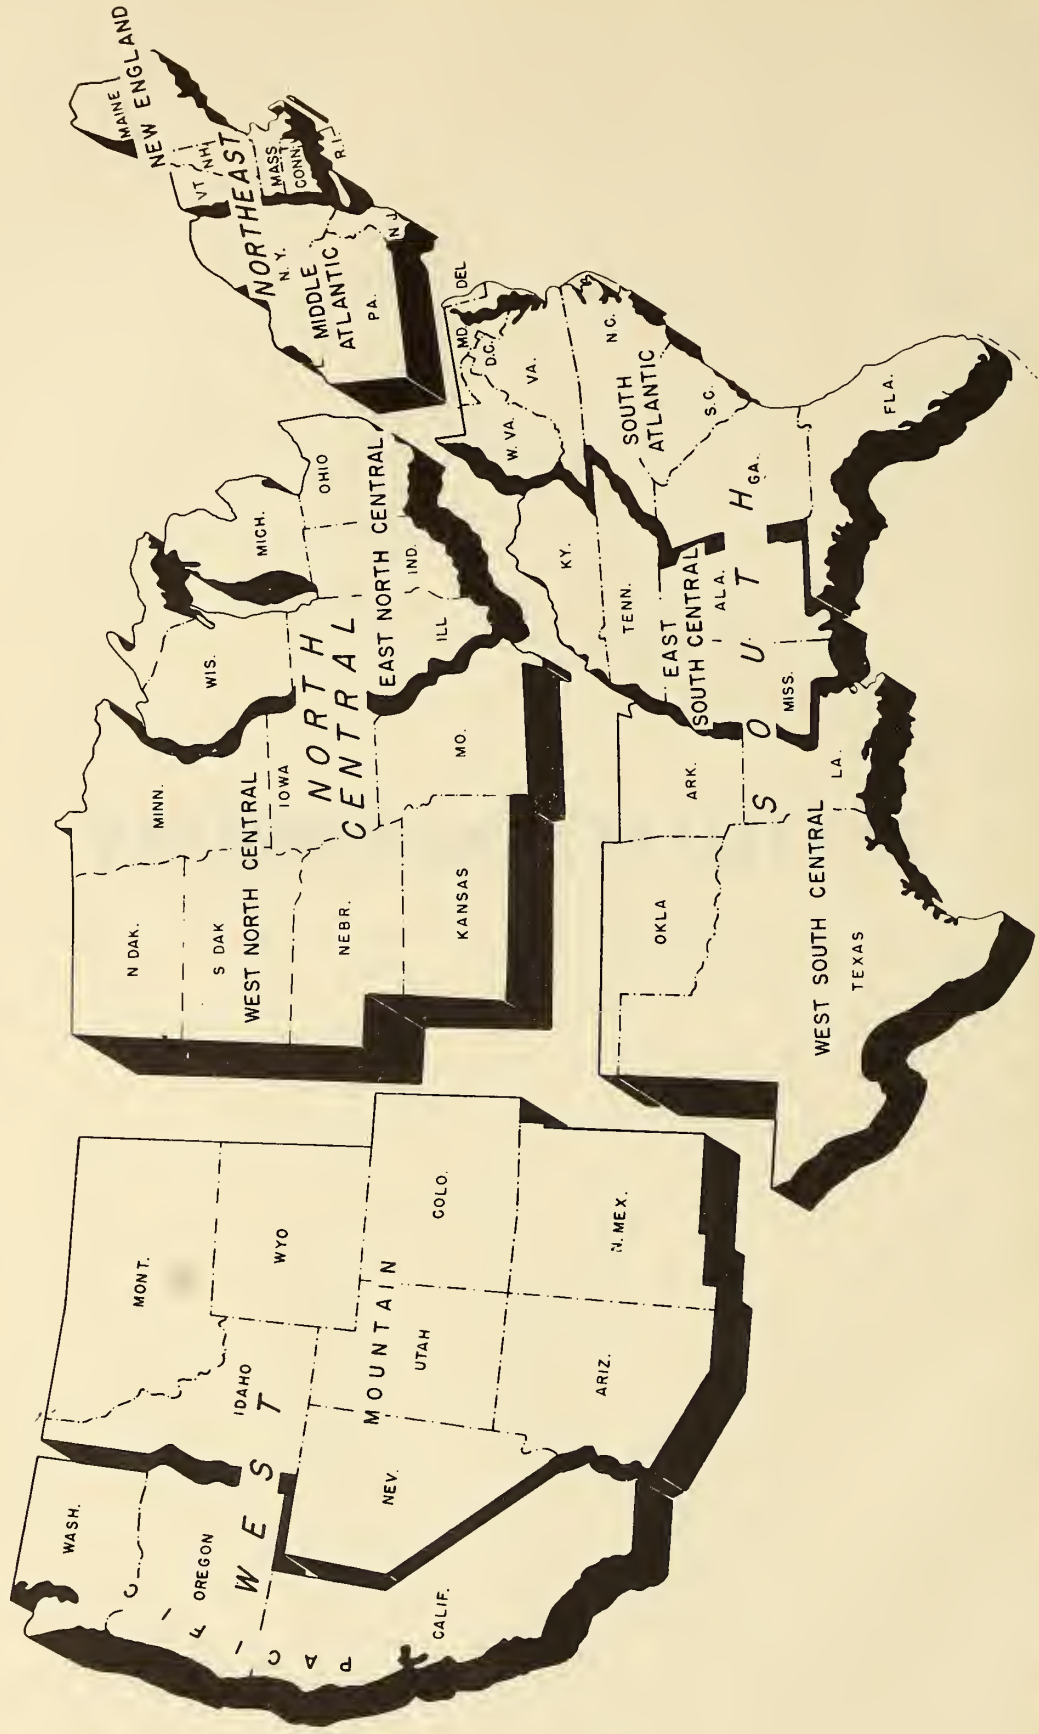 WEST
PACIFIC
WASH.
OREGON
CALIF.
MOUNTAIN
MONT.
IDAHO
WYO
NEV.
UTAH
COLO.
ARIZ.
N. MEX.
NORTH
CENTRAL
WEST NORTH CENTRAL
N DAK.
S DAK
NEBR.
KANSAS
MINN.
IOWA
MO.
EAST NORTH CENTRAL
WIS.
MICH.
ILL
IND.
OHIO
NORTHEAST
NEW ENGLAND
MAINE
VT
NH
MASS
CONN.
R.I.
MIDDLE
ATLANTIC
N. Y.
PA.
N J
SOUTH
WEST SOUTH CENTRAL
OKLA
TEXAS
ARK.
LA.
EAST
SOUTH CENTRAL
KY.
TENN.
ALA.
MISS.
SOUTH
ATLANTIC
DEL
MD.
D.C.
W. VA.
VA.
N C.
S.C.
GA.
FLA.